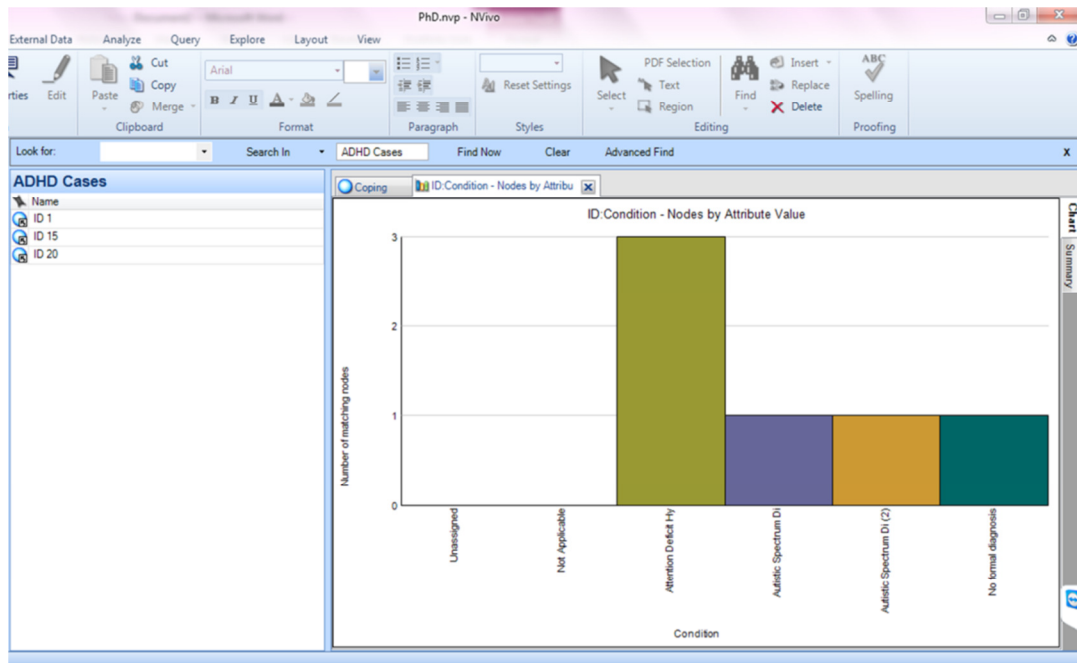 PhD.nvp - NVivo
External Data Analyze Query Explore Layout View
Cut
Copy
Merge
Paste
Edit
rties
Clipboard
Arial
B I U A
Format
Paragraph
Reset Settings
Styles
Select
PDF Selection
Text
Region
Find
Insert
Replace
Delete
Editing
ABC
Spelling
Proofing
Look for: Search In ADHD Cases Find Now Clear Advanced Find x
ADHD Cases
Name
ID 1
ID 15
ID 20
Coping
ID:Condition - Nodes by Attribu
ID:Condition - Nodes by Attribute Value
Number of matching nodes
3
2
1
0
Unassigned
Not Applicable
Attention Deficit Hy
Autistic Spectrum Di
Autistic Spectrum Di (2)
No formal diagnosis
Condition
Chart
Summary